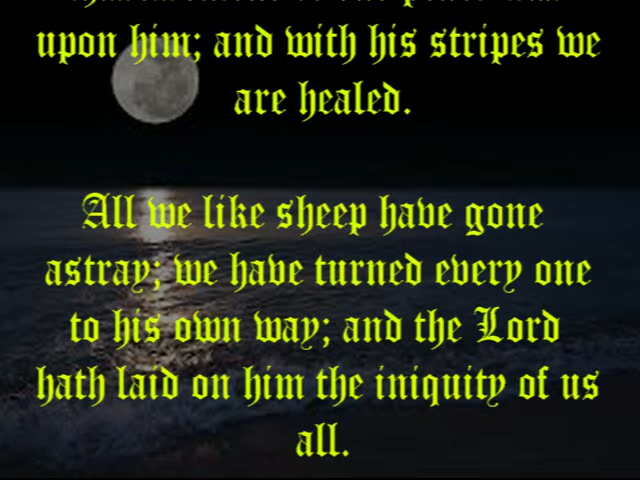 upon him; and with his stripes we
are healed.
All we like sheep have gone
astray; we have turned every one
to his own way; and the Lord
hath laid on him the iniquity of us
all.